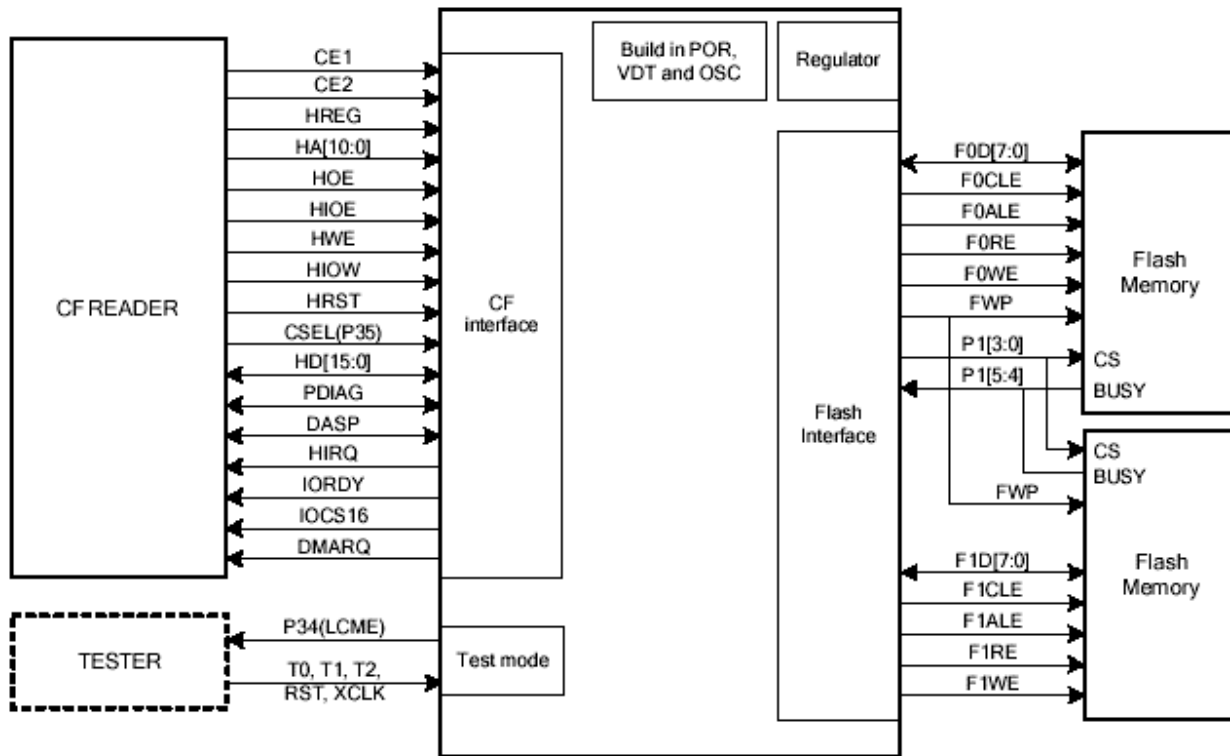 CF READER
CE1
CE2
HREG
HA[10:0]
HOE
HIOE
HWE
HIOW
HRST
CSEL(P35)
HD[15:0]
PDIAG
DASP
HIRQ
IORDY
IOCS16
DMARQ
TESTER
P34(LCME)
T0, T1, T2,
RST, XCLK
CF
interface
Test mode
Build in POR,
VDT and OSC
Regulator
Flash
Interface
F0D[7:0]
F0CLE
F0ALE
F0RE
F0WE
FWP
P1[3:0]
P1[5:4]
Flash
Memory
CS
BUSY
CS
BUSY
FWP
F1D[7:0]
F1CLE
F1ALE
F1RE
F1WE
Flash
Memory